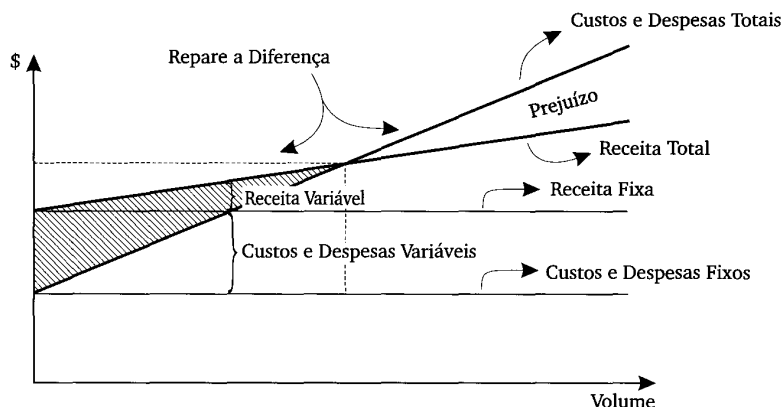 Custos e Despesas Totais
$
Repare a Diferença
Prejuízo
Receita Total
Receita Fixa
Receita Variável
Custos e Despesas Variáveis
Custos e Despesas Fixos
Volume